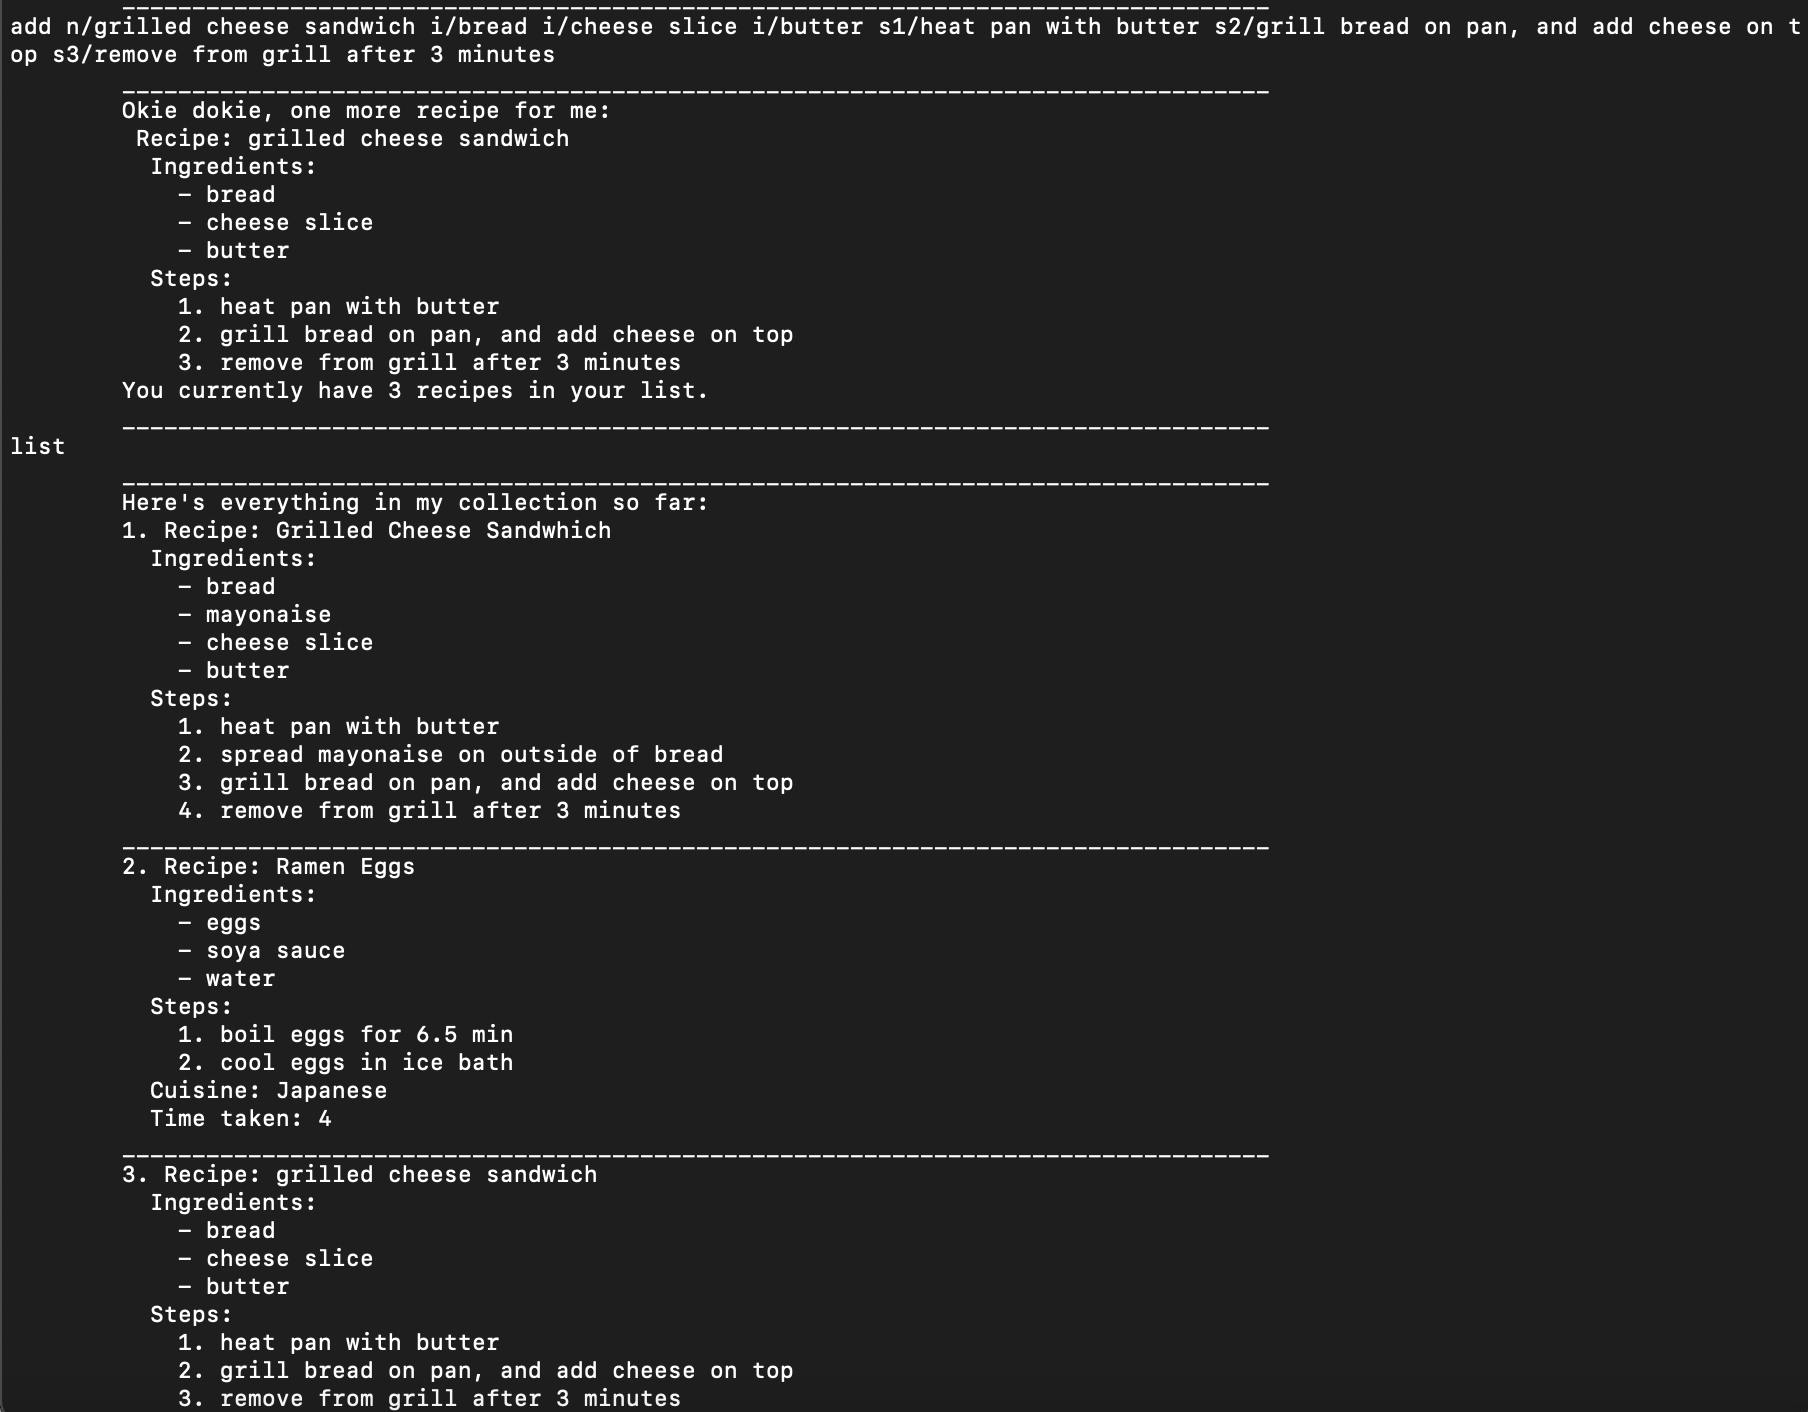 __________________________________________________________________________________
add n/grilled cheese sandwich i/bread i/cheese slice i/butter s1/heat pan with butter s2/grill bread on pan, and add cheese on t
op s3/remove from grill after 3 minutes
__________________________________________________________________________________
Okie dokie, one more recipe for me:
Recipe: grilled cheese sandwich
Ingredients:
- bread
- cheese slice
- butter
Steps:
1. heat pan with butter
2. grill bread on pan, and add cheese on top
3. remove from grill after 3 minutes
You currently have 3 recipes in your list.
__________________________________________________________________________________
list
__________________________________________________________________________________
Here's everything in my collection so far:
1. Recipe: Grilled Cheese Sandwhich
Ingredients:
- bread
- mayonaise
- cheese slice
- butter
Steps:
1. heat pan with butter
2. spread mayonaise on outside of bread
3. grill bread on pan, and add cheese on top
4. remove from grill after 3 minutes
__________________________________________________________________________________
2. Recipe: Ramen Eggs
Ingredients:
- eggs
- soya sauce
- water
Steps:
1. boil eggs for 6.5 min
2. cool eggs in ice bath
Cuisine: Japanese
Time taken: 4
__________________________________________________________________________________
3. Recipe: grilled cheese sandwich
Ingredients:
- bread
- cheese slice
- butter
Steps:
1. heat pan with butter
2. grill bread on pan, and add cheese on top
3. remove from grill after 3 minutes